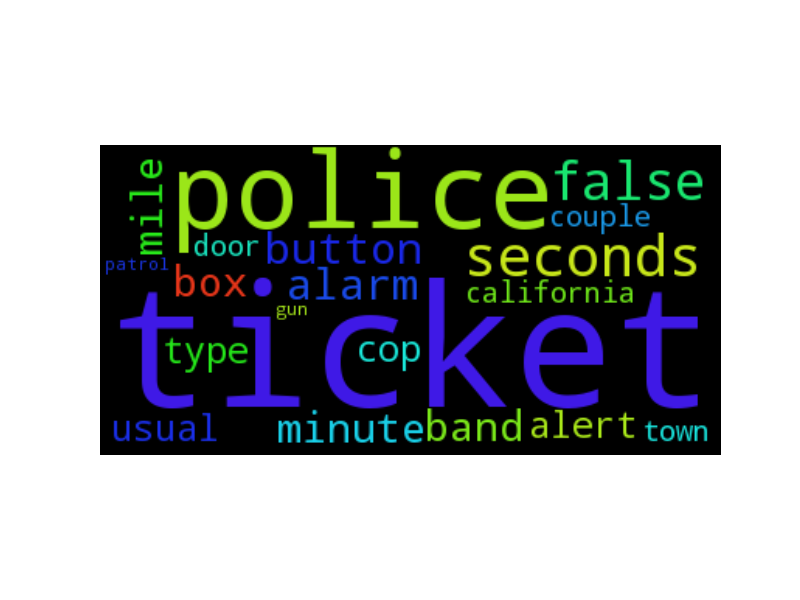 mile police false
couple
door button seconds
patrol
box alarm california
gun
ticket
type cop
usual minute band alert town